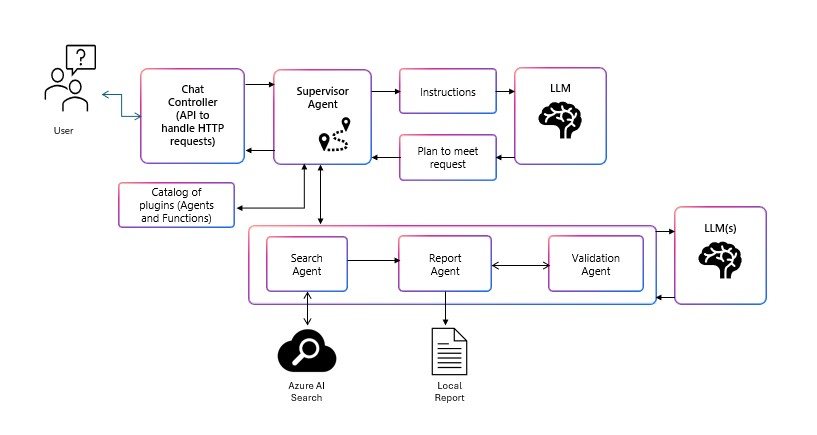 ?
User
Chat
Controller
(API to
handle HTTP
requests)
Supervisor
Agent
Instructions
LLM
Plan to meet
request
Catalog of
plugins (Agents
and Functions)
Search
Agent
Report
Agent
Validation
Agent
LLM(s)
Azure AI
Search
Local
Report